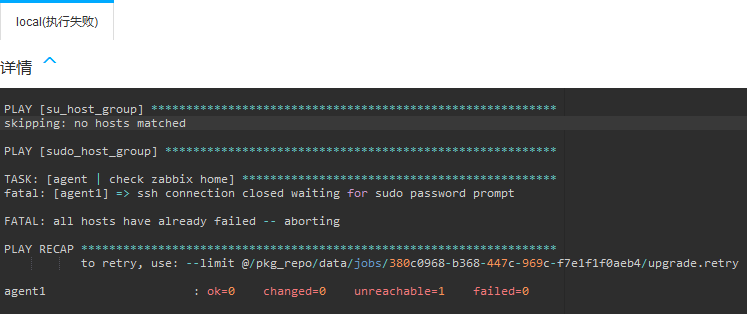 local(执行失败)
详情
PLAY [su_host_group] **********************************************************
skipping: no hosts matched
PLAY [sudo_host_group] *********************************************************
TASK: [agent | check zabbix home] *********************************************
fatal: [agent1] => ssh connection closed waiting for sudo password prompt
FATAL: all hosts have already failed -- aborting
PLAY RECAP ********************************************************************
to retry, use: --limit @/pkg_repo/data/jobs/380c0968-b368-447c-969c-f7e1f1f0aeb4/upgrade.retry
agent1 : ok=0 changed=0 unreachable=1 failed=0